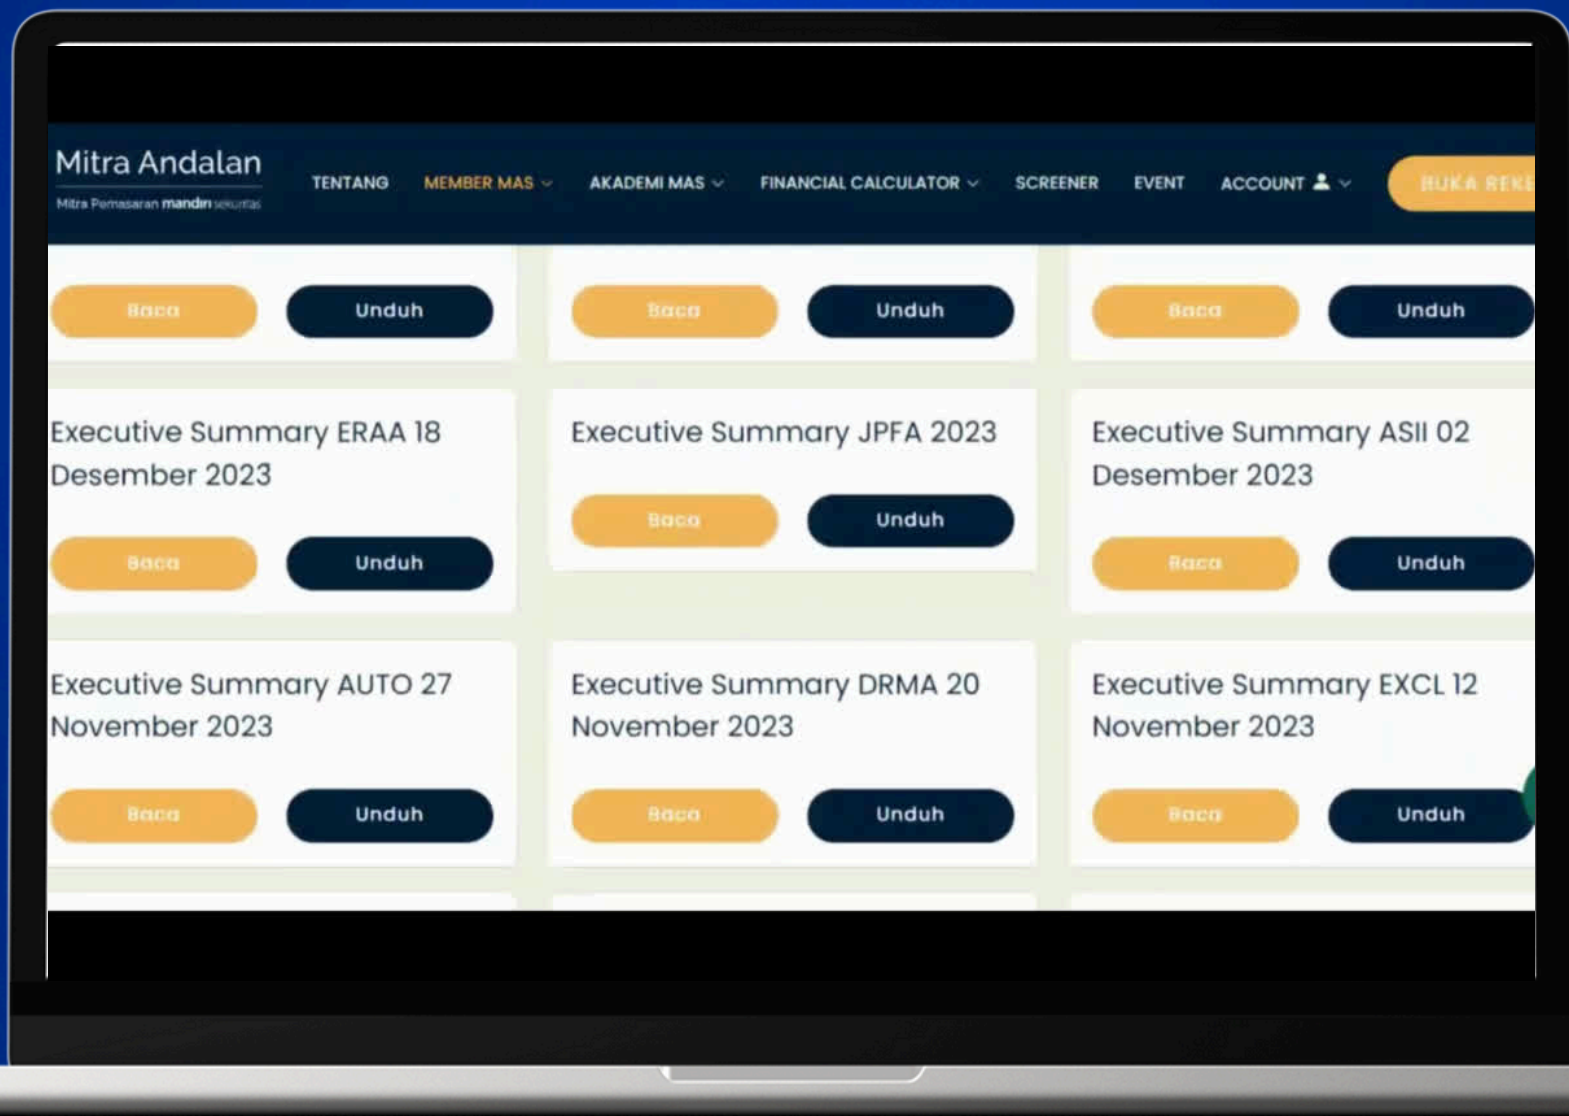 Mitra Andalan
Mitra Pemasaran mandiri sekuritas
TENTANG MEMBER MAS AKADEMI MAS FINANCIAL CALCULATOR SCREENER EVENT ACCOUNT BUKA REKE
Baca Unduh Baca Unduh Baca Unduh
Executive Summary ERAA 18
Desember 2023
Baca Unduh
Executive Summary JPFA 2023
Baca Unduh
Executive Summary ASII 02
Desember 2023
Baca Unduh
Executive Summary AUTO 27
November 2023
Baca Unduh
Executive Summary DRMA 20
November 2023
Baca Unduh
Executive Summary EXCL 12
November 2023
Baca Unduh